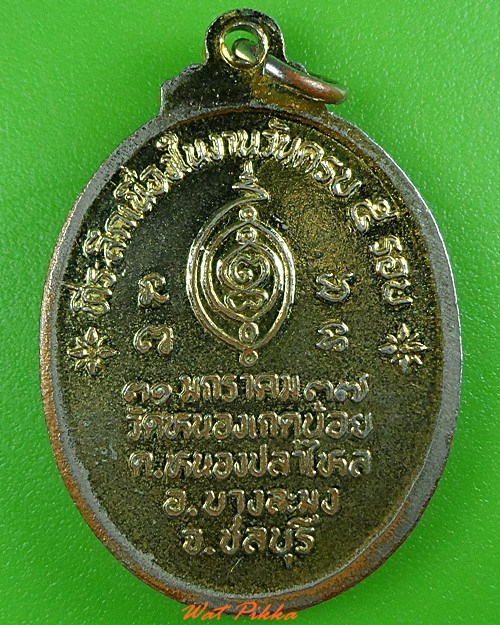 ที่ระลึกเนื่องในงานวันครบ ๕ รอบ
๓๑ มกราคม ๓๗
วัดหนองเกตน้อย
ต.หนองปลาไหล
อ.บางละมุง
จ.ชลบุรี
Wat Pikka